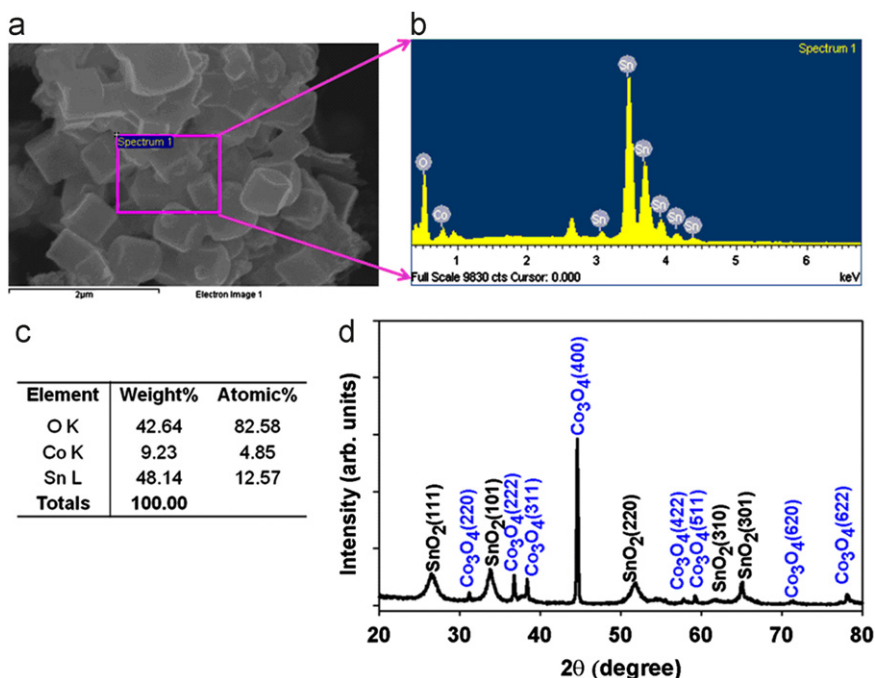 a
Spectrum 1
2µm
Electron Image 1
b
Spectrum 1
O
Co
Sn
Sn
Sn
Sn
Sn
Sn
1 2 3 4 5 6
Full Scale 9830 cts Cursor: 0.000
keV
c
Element Weight% Atomic%
O K 42.64 82.58
Co K 9.23 4.85
Sn L 48.14 12.57
Totals 100.00
d
Intensity (arb. units)
SnO₂(111)
Co₃O₄(220)
SnO₂(101)
Co₃O₄(222)
Co₃O₄(311)
Co₃O₄(400)
SnO₂(220)
Co₃O₄(422)
Co₃O₄(511)
SnO₂(310)
SnO₂(301)
Co₃O₄(620)
Co₃O₄(622)
20 30 40 50 60 70 80
2θ (degree)